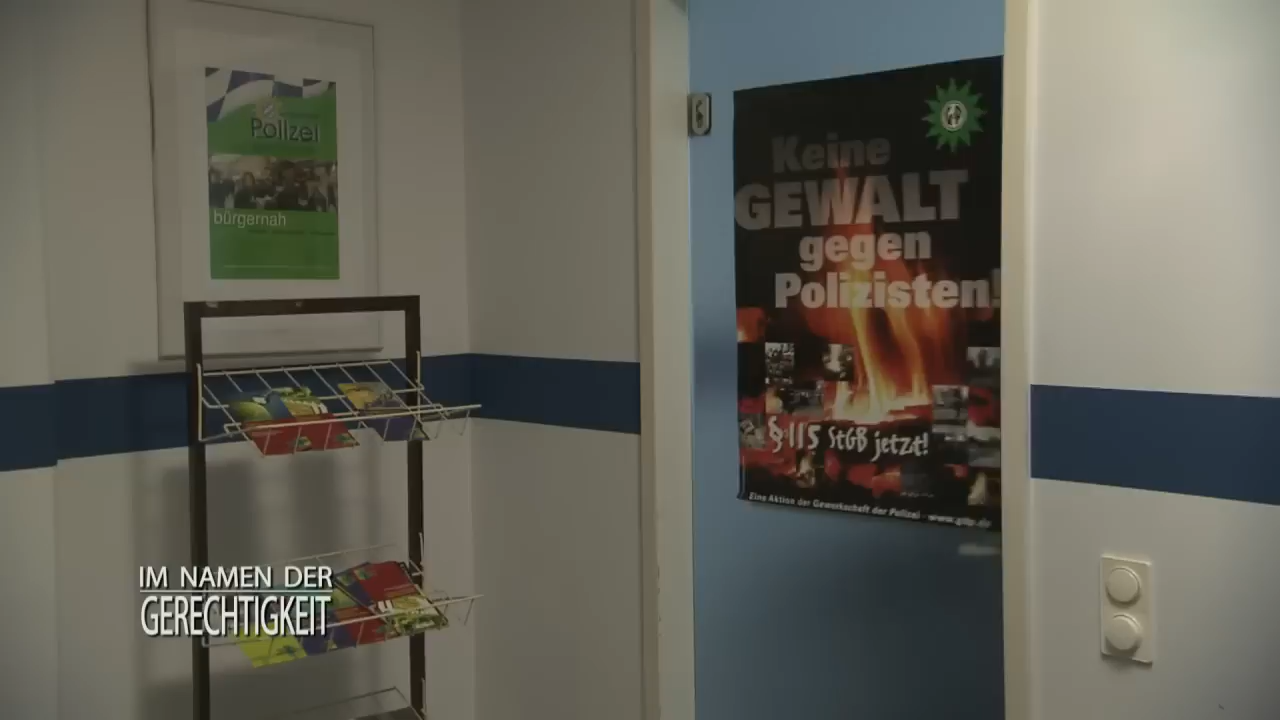 Polizei
bürgernah
Keine
GEWALT
gegen
Polizisten!
§ 115 StGB jetzt!
Eine Aktion der Gewerkschaft der Polizei - www.gdp.de
IM NAMEN DER
GERECHTIGKEIT